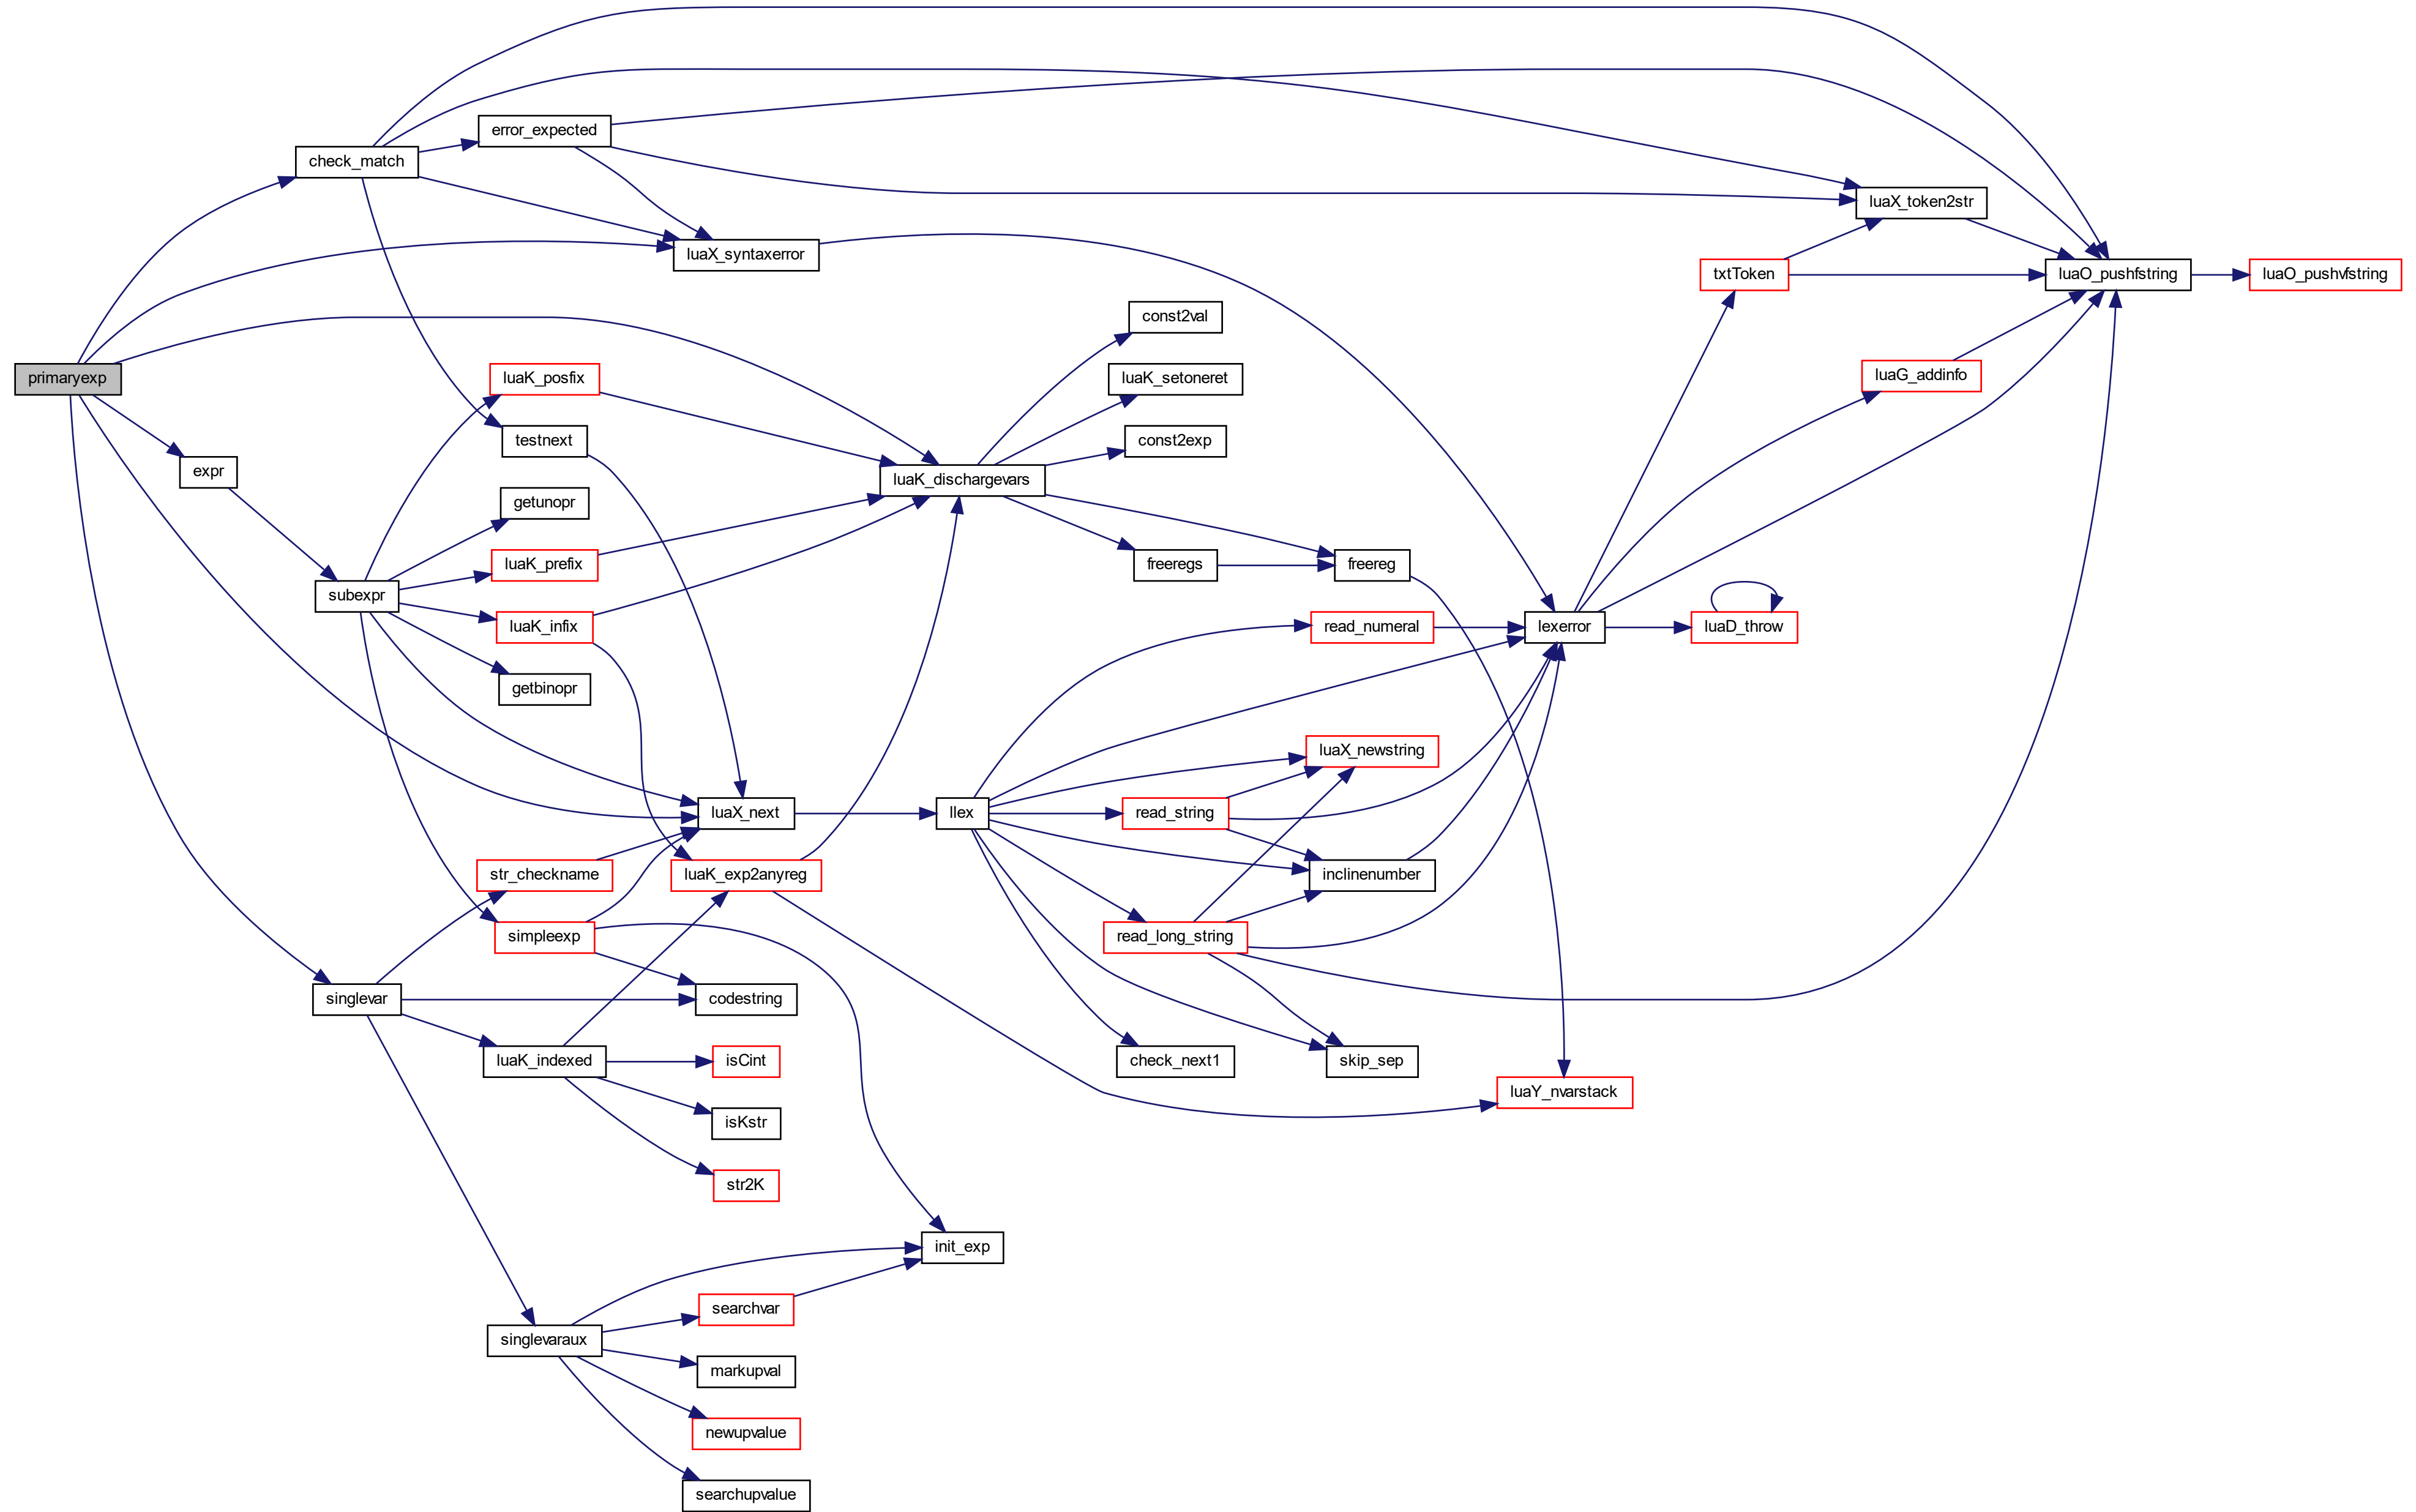 error_expected
check_match
luaX_token2str
luaX_syntaxerror
txtToken
luaO_pushfstring
luaO_pushvfstring
const2val
primaryexp
luaK_posfix
luaK_setoneret
luaG_addinfo
testnext
const2exp
expr
luaK_dischargevars
getunopr
luaK_prefix
freeregs
freereg
subexpr
luaK_infix
read_numeral
lexerror
luaD_throw
getbinopr
luaX_newstring
luaX_next
llex
read_string
str_checkname
luaK_exp2anyreg
inclinenumber
simpleexp
read_long_string
singlevar
codestring
luaK_indexed
isCint
check_next1
skip_sep
luaY_nvarstack
isKstr
str2K
init_exp
searchvar
singlevaraux
markupval
newupvalue
searchupvalue